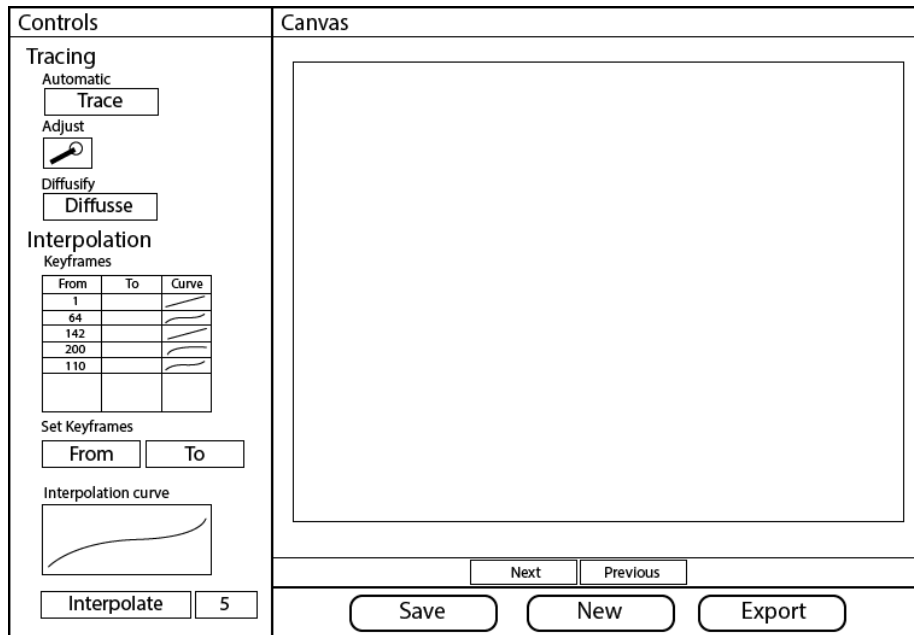 Controls
Tracing
Automatic
Trace
Adjust
Diffusify
Diffusse
Interpolation
Keyframes
From To Curve
1
64
142
200
110
Set Keyframes
From To
Interpolation curve
Interpolate 5
Canvas
Next Previous
Save New Export